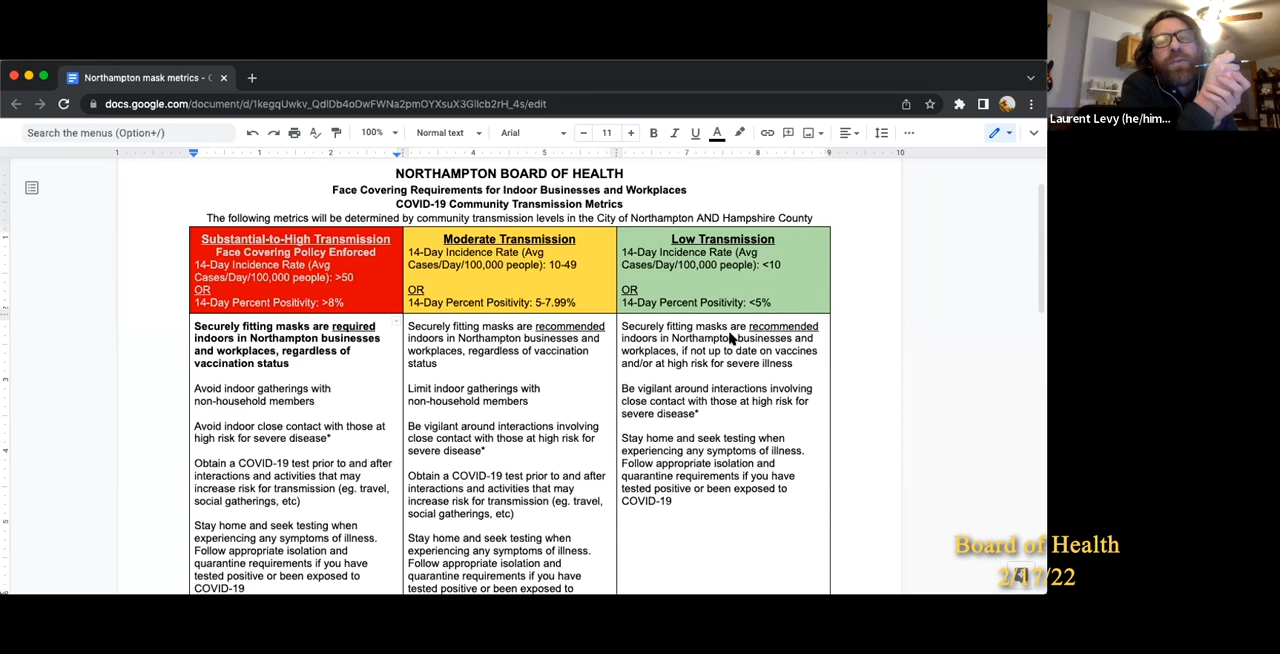 Northampton mask metrics - G
docs.google.com/document/d/1kegqUwkv_QdlDb4oDwFWNa2pmOYXsuX3GIlcb2rH_4s/edit
Search the menus (Option+/)
100%
Normal text
Arial
11
B I U A
1 1 2 4 5 7 8 9 10
NORTHAMPTON BOARD OF HEALTH
Face Covering Requirements for Indoor Businesses and Workplaces
COVID-19 Community Transmission Metrics
The following metrics will be determined by community transmission levels in the City of Northampton AND Hampshire County
Substantial-to-High Transmission
Face Covering Policy Enforced
14-Day Incidence Rate (Avg
Cases/Day/100,000 people): >50
OR
14-Day Percent Positivity: >8%
Moderate Transmission
14-Day Incidence Rate (Avg
Cases/Day/100,000 people): 10-49
OR
14-Day Percent Positivity: 5-7.99%
Low Transmission
14-Day Incidence Rate (Avg
Cases/Day/100,000 people): <10
OR
14-Day Percent Positivity: <5%
Securely fitting masks are required
indoors in Northampton businesses
and workplaces, regardless of
vaccination status
Avoid indoor gatherings with
non-household members
Avoid indoor close contact with those at
high risk for severe disease*
Obtain a COVID-19 test prior to and after
interactions and activities that may
increase risk for transmission (eg. travel,
social gatherings, etc)
Stay home and seek testing when
experiencing any symptoms of illness.
Follow appropriate isolation and
quarantine requirements if you have
tested positive or been exposed to
COVID-19
Securely fitting masks are recommended
indoors in Northampton businesses and
workplaces, regardless of vaccination
status
Limit indoor gatherings with
non-household members
Be vigilant around interactions involving
close contact with those at high risk for
severe disease*
Obtain a COVID-19 test prior to and after
interactions and activities that may
increase risk for transmission (eg. travel,
social gatherings, etc)
Stay home and seek testing when
experiencing any symptoms of illness.
Follow appropriate isolation and
quarantine requirements if you have
tested positive or been exposed to
Securely fitting masks are recommended
indoors in Northampton businesses and
workplaces, if not up to date on vaccines
and/or at high risk for severe illness
Be vigilant around interactions involving
close contact with those at high risk for
severe disease*
Stay home and seek testing when
experiencing any symptoms of illness.
Follow appropriate isolation and
quarantine requirements if you have
tested positive or been exposed to
COVID-19
Laurent Levy (he/him...
Board of Health
2/17/22